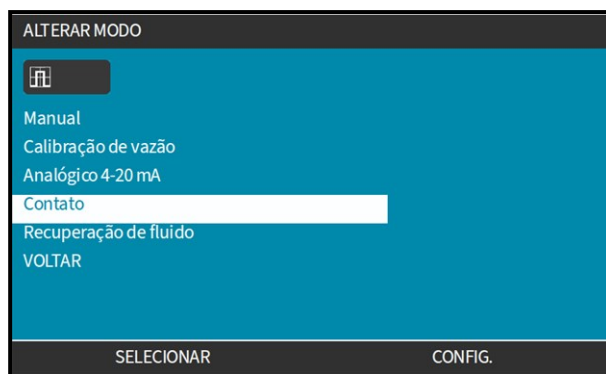 ALTERAR MODO
Manual
Calibração de vazão
Analógico 4-20 mA
Contato
Recuperação de fluido
VOLTAR
SELECIONAR CONFIG.